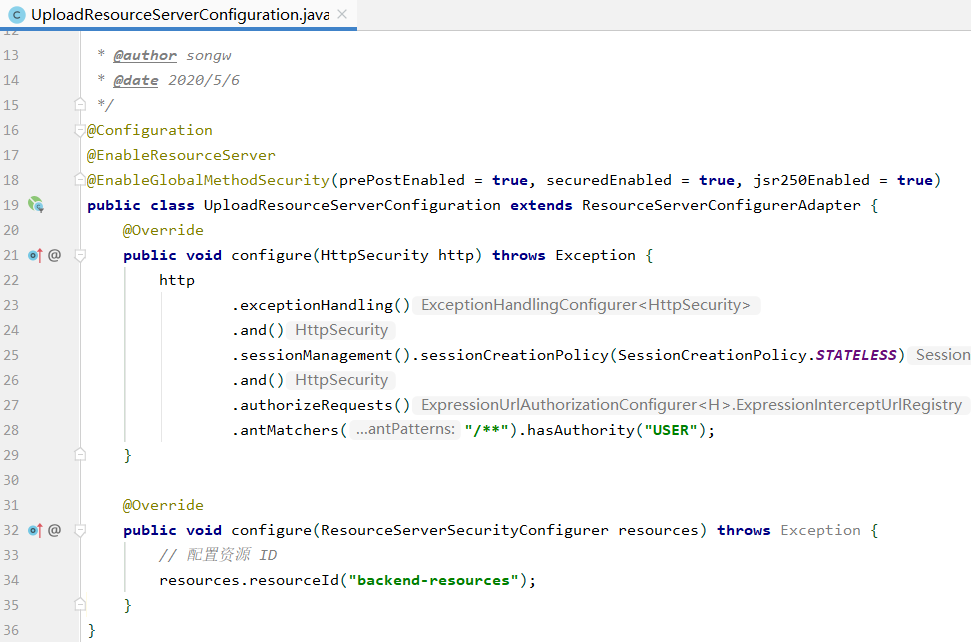 UploadResourceServerConfiguration.java
12
13 * @author songw
14 * @date 2020/5/6
15 */
16 @Configuration
17 @EnableResourceServer
18 @EnableGlobalMethodSecurity(prePostEnabled = true, securedEnabled = true, jsr250Enabled = true)
19 public class UploadResourceServerConfiguration extends ResourceServerConfigurerAdapter {
20 @Override
21 @ public void configure(HttpSecurity http) throws Exception {
22 http
23 .exceptionHandling() ExceptionHandlingConfigurer<HttpSecurity>
24 .and() HttpSecurity
25 .sessionManagement().sessionCreationPolicy(SessionCreationPolicy.STATELESS) Session
26 .and() HttpSecurity
27 .authorizeRequests() ExpressionUrlAuthorizationConfigurer<H>.ExpressionInterceptUrlRegistry
28 .antMatchers( ...antPatterns: "/**").hasAuthority("USER");
29 }
30
31 @Override
32 @ public void configure(ResourceServerSecurityConfigurer resources) throws Exception {
33 // 配置资源 ID
34 resources.resourceId("backend-resources");
35 }
36 }